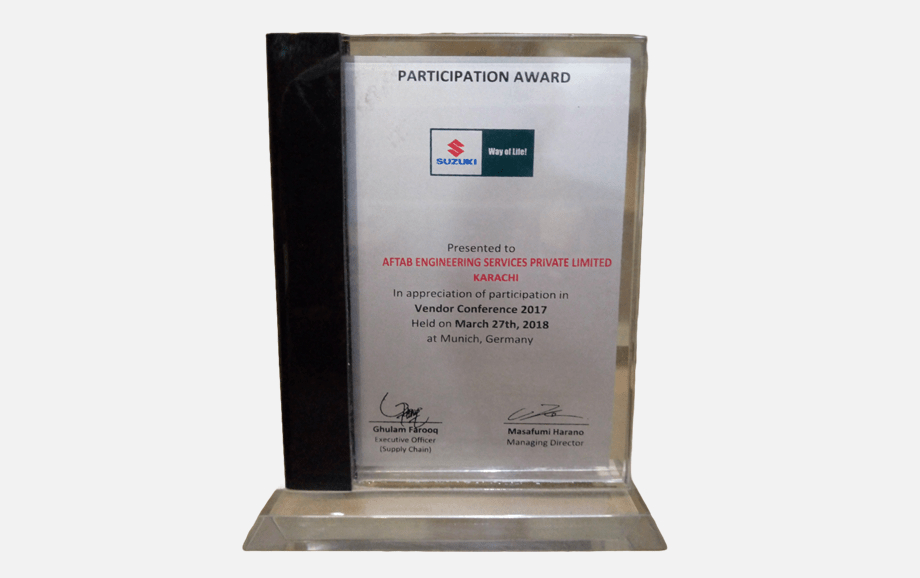 PARTICIPATION AWARD
SUZUKI
Way of Life!
Presented to
AFTAB ENGINEERING SERVICES PRIVATE LIMITED
KARACHI
In appreciation of participation in
Vendor Conference 2017
Held on March 27th, 2018
at Munich, Germany
Ghulam Farooq
Executive Officer
(Supply Chain)
Masafumi Harano
Managing Director